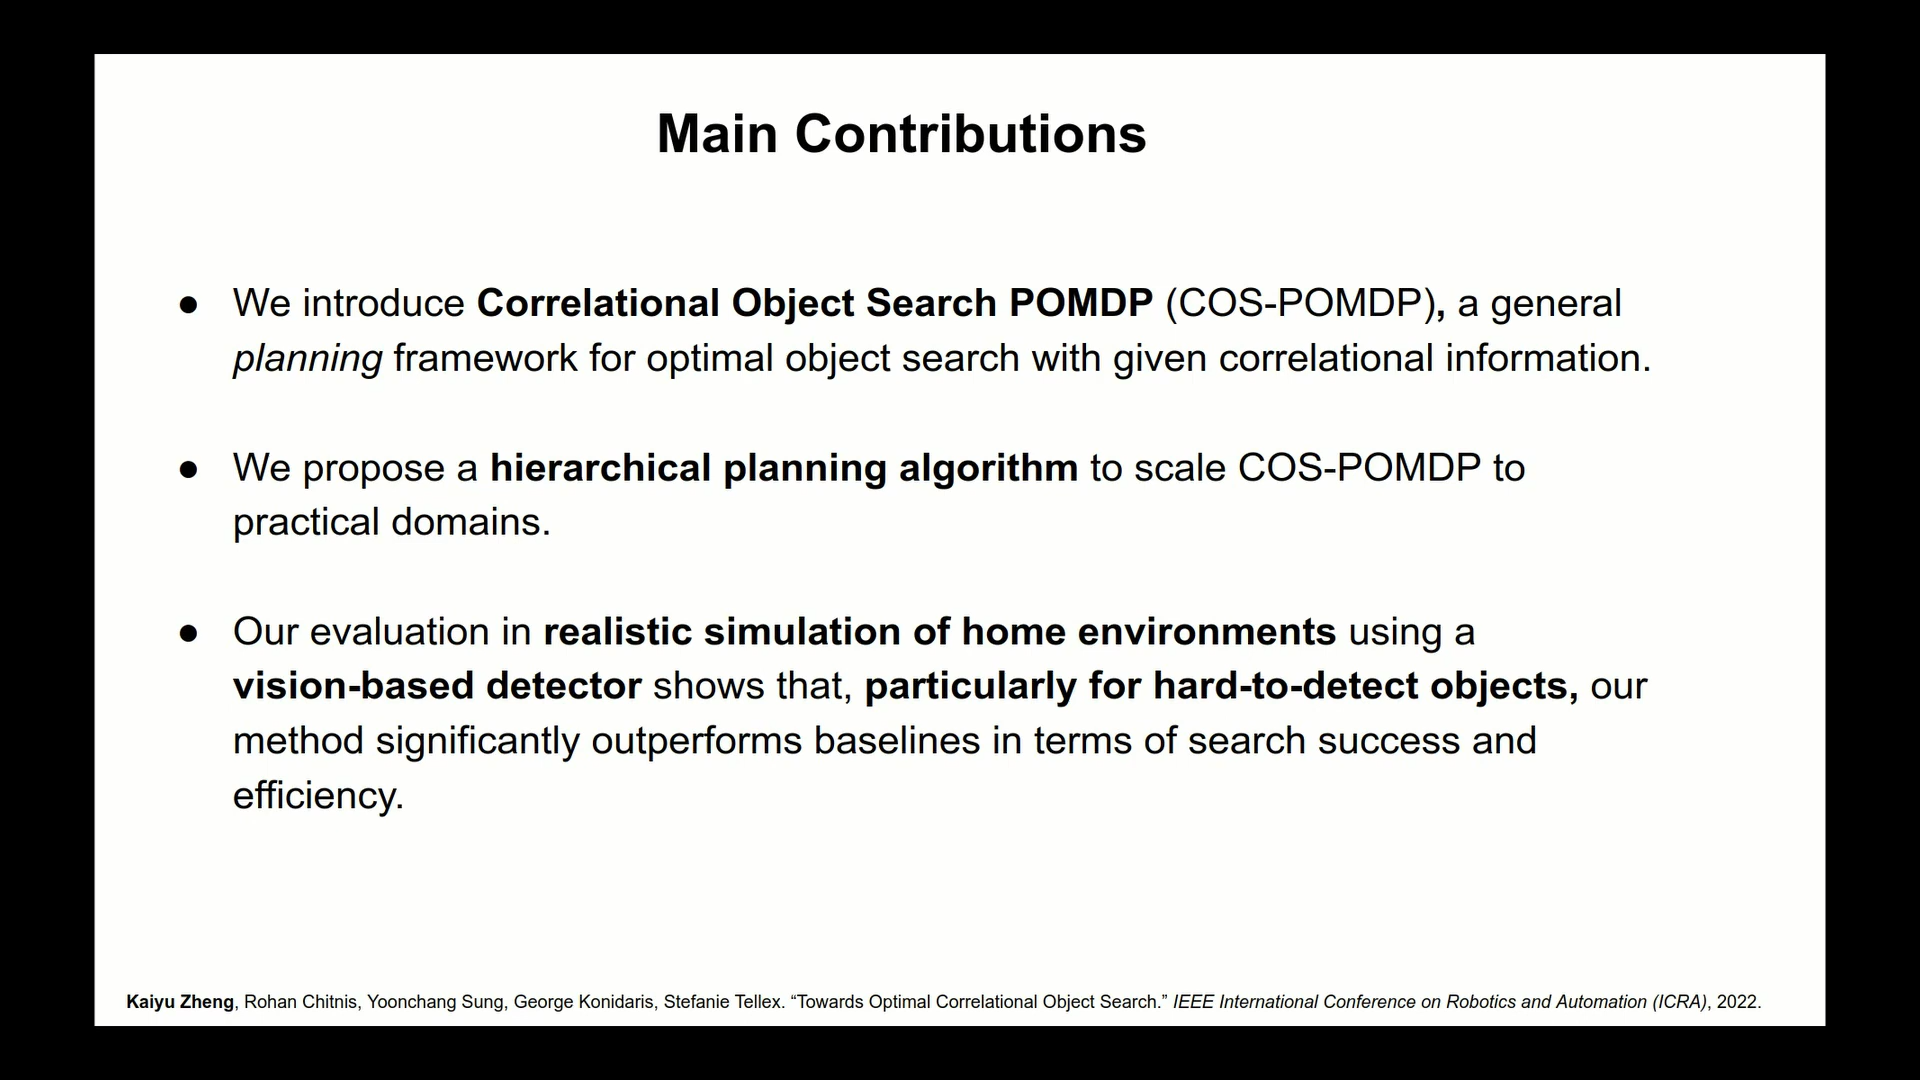 Main Contributions
● We introduce Correlational Object Search POMDP (COS-POMDP), a general
planning framework for optimal object search with given correlational information.
● We propose a hierarchical planning algorithm to scale COS-POMDP to
practical domains.
● Our evaluation in realistic simulation of home environments using a
vision-based detector shows that, particularly for hard-to-detect objects, our
method significantly outperforms baselines in terms of search success and
efficiency.
Kaiyu Zheng, Rohan Chitnis, Yoonchang Sung, George Konidaris, Stefanie Tellex. “Towards Optimal Correlational Object Search.” IEEE International Conference on Robotics and Automation (ICRA), 2022.